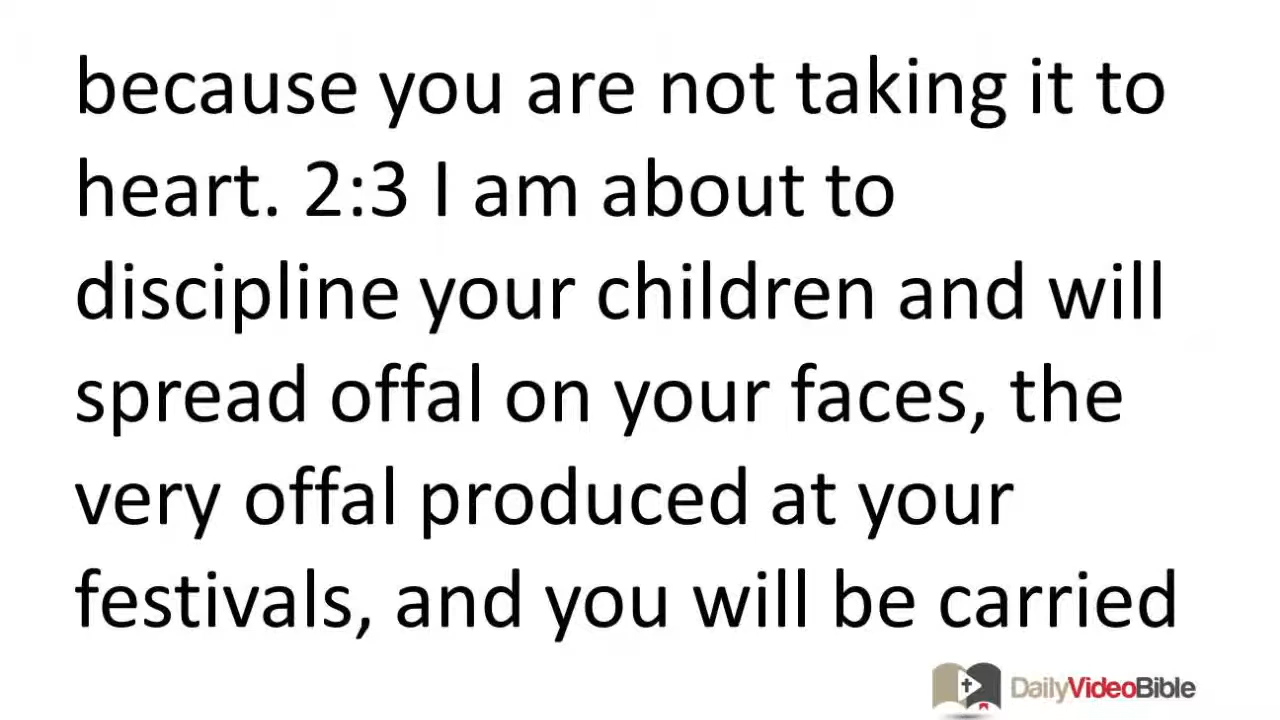 because you are not taking it to
heart. 2:3 I am about to
discipline your children and will
spread offal on your faces, the
very offal produced at your
festivals, and you will be carried
DailyVideoBible